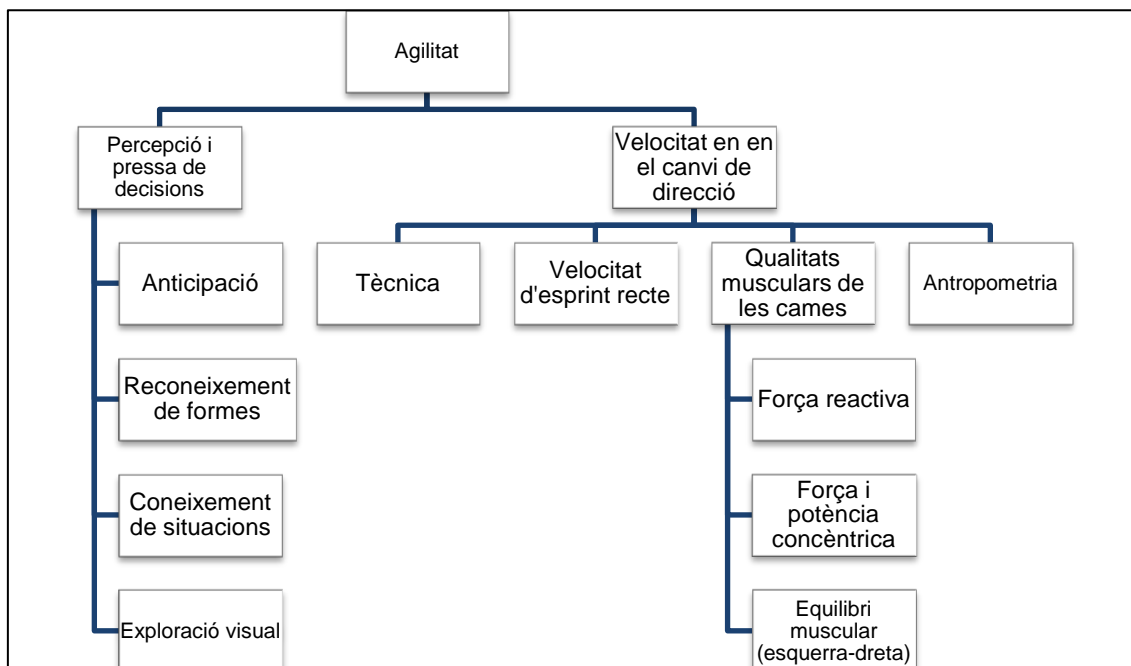 Agilitat
Percepció i
pressa de
decisions
Velocitat en en
el canvi de
direcció
Anticipació
Tècnica
Velocitat
d'esprint recte
Qualitats
musculars de
les cames
Antropometria
Reconeixement
de formes
Força reactiva
Coneixement
de situacions
Força i
potència
concèntrica
Exploració visual
Equilibri
muscular
(esquerra-dreta)